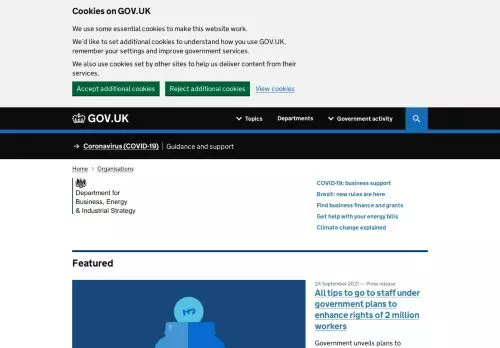 Cookies on GOV.UK
We use some essential cookies to make this website work.
We'd like to set additional cookies to understand how you use GOV.UK,
remember your settings and improve government services.
We also use cookies set by other sites to help us deliver content from their
services.
Accept additional cookies Reject additional cookies View cookies
GOV.UK Topics Departments Government activity
Coronavirus (COVID-19) Guidance and support
Home Organisations
Department for
Business, Energy
& Industrial Strategy
COVID-19: business support
Brexit: new rules are here
Find business finance and grants
Get help with your energy bills
Climate change explained
Featured
24 September 2021 — Press release
All tips to go to staff under
government plans to
enhance rights of 2 million
workers
Government unveils plans to